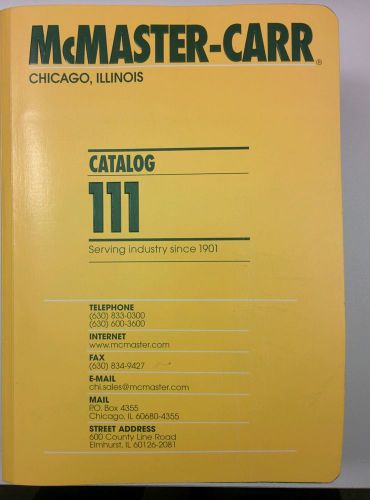 McMASTER-CARR®
CHICAGO, ILLINOIS
CATALOG
111
Serving industry since 1901
TELEPHONE
(630) 833-0300
(630) 600-3600
INTERNET
www.mcmaster.com
FAX
(630) 834-9427
E-MAIL
chi.sales@mcmaster.com
MAIL
P.O. Box 4355
Chicago, IL 60680-4355
STREET ADDRESS
600 County Line Road
Elmhurst, IL 60126-2081